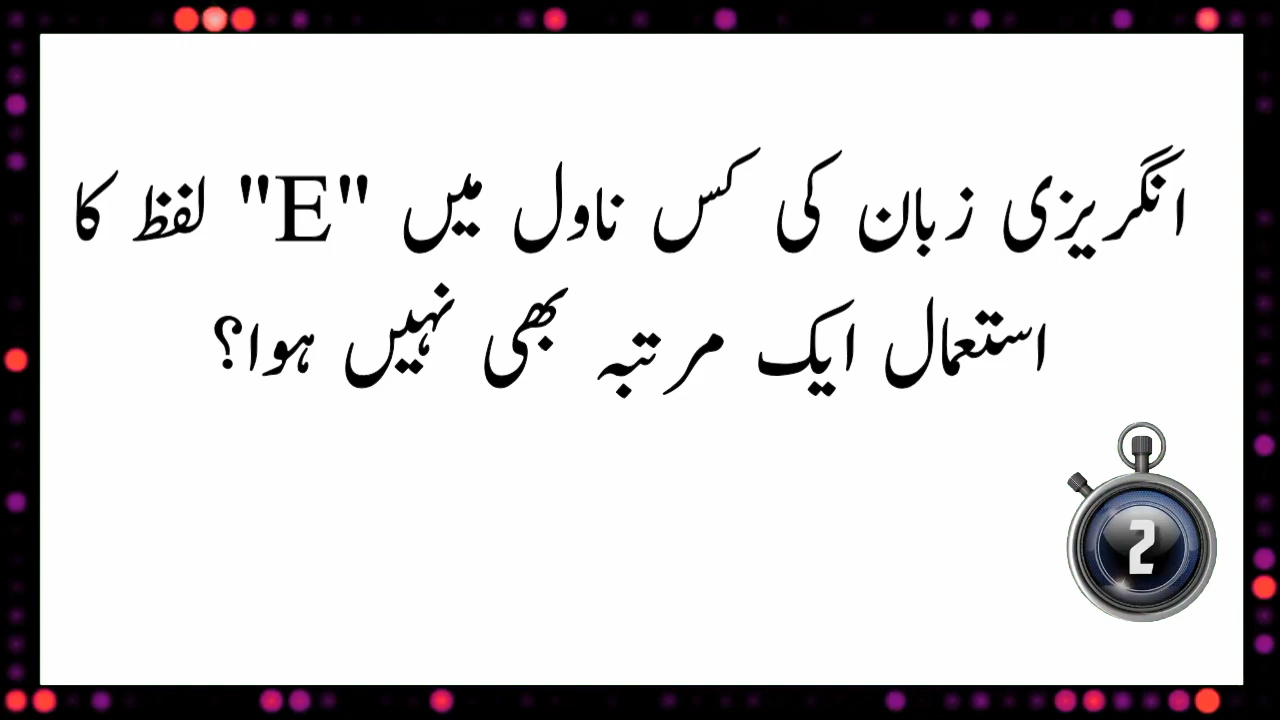 انگریزی زبان کی کس ناول میں "E" لفظ کا
استعمال ایک مرتبہ بھی نہیں ہوا؟
2